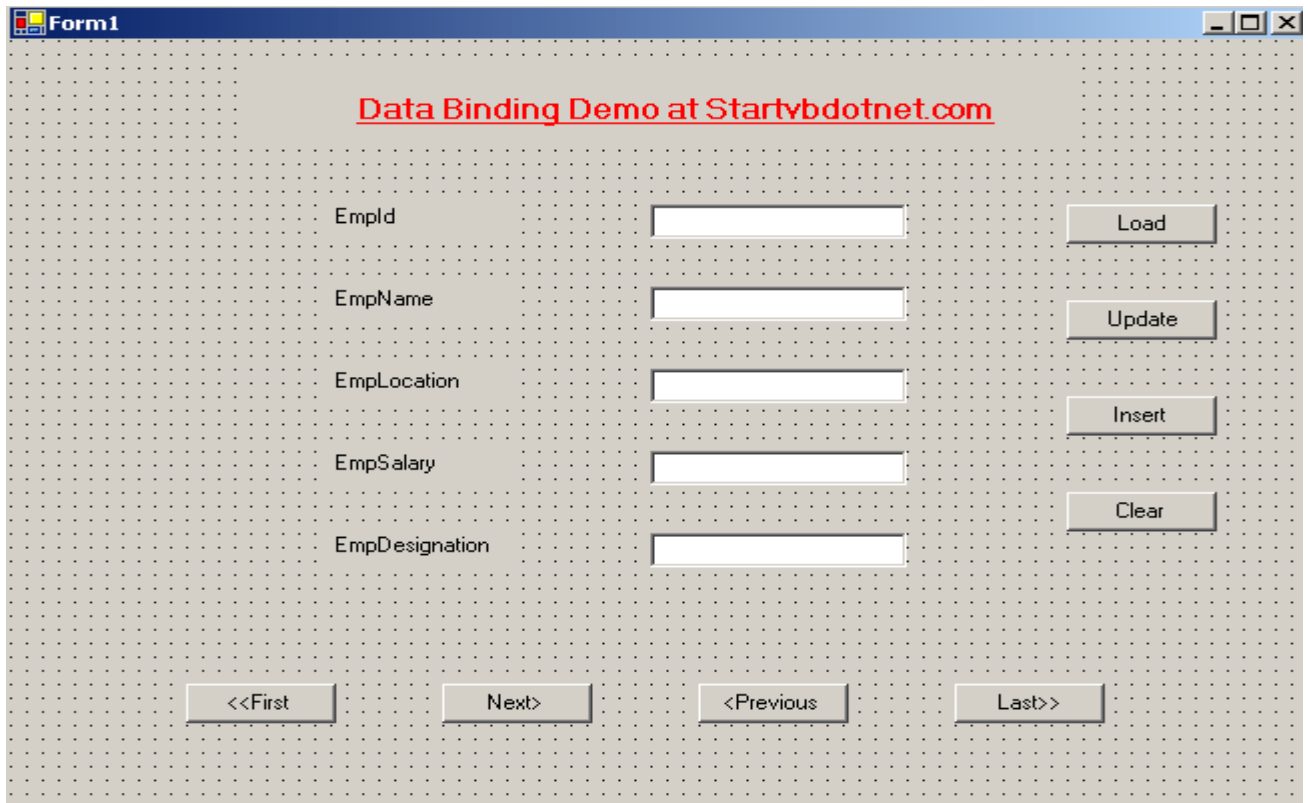 Form1
Data Binding Demo at Startvbdotnet.com
EmpId
Load
EmpName
Update
EmpLocation
Insert
EmpSalary
Clear
EmpDesignation
<<First
Next>
<Previous
Last>>